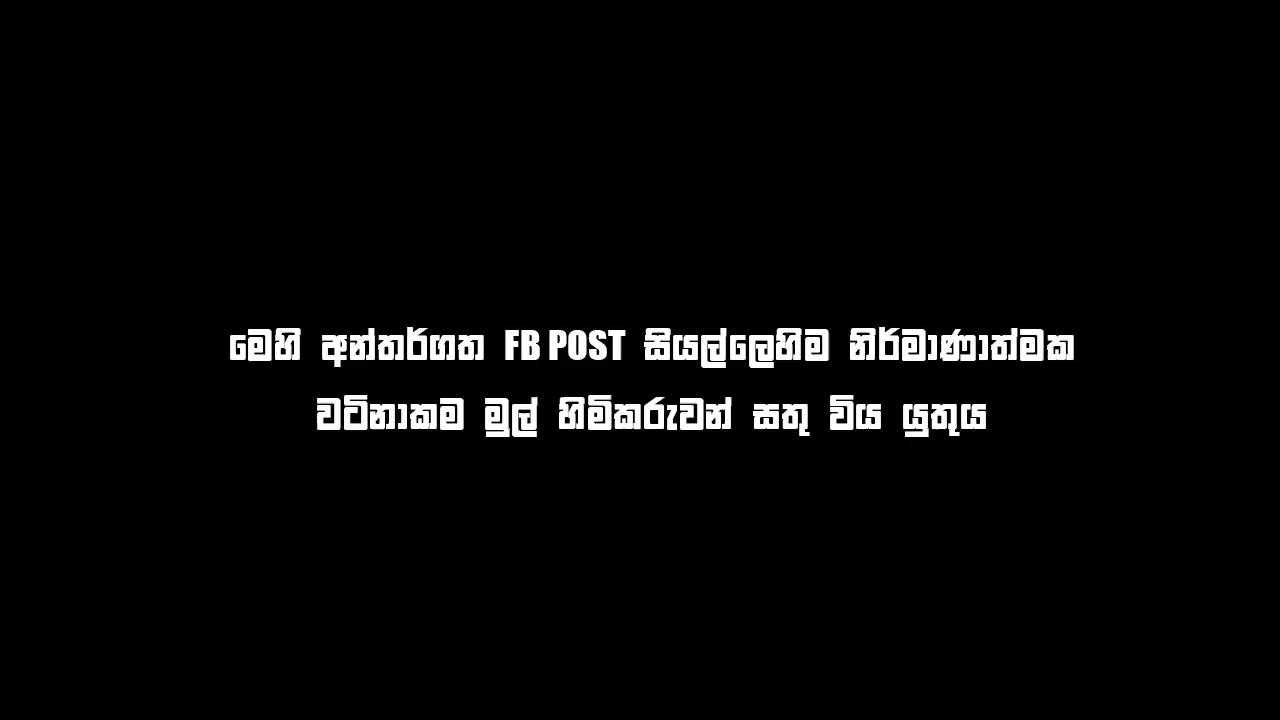 මෙහි අන්තර්ගත FB POST සියල්ලෙහිම නිර්මාණාත්මක
වටිනාකම මුල් හිමිකරුවන් සතු විය යුතුය